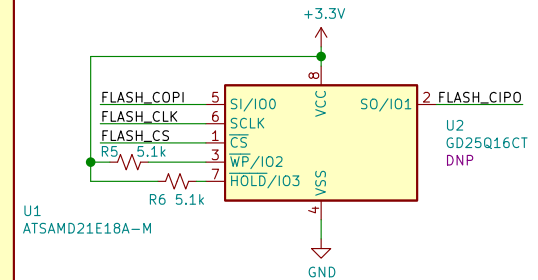 +3.3V
8
VCC
FLASH_COPI 5 SI/IO0 SO/IO1 2 FLASH_CIPO
FLASH_CLK 6 SCLK
FLASH_CS 1 CS
R5 5.1k 3 WP/IO2
R6 5.1k 7 HOLD/IO3
U2
GD25Q16CT
DNP
VSS
4
U1
ATSAMD21E18A-M
GND